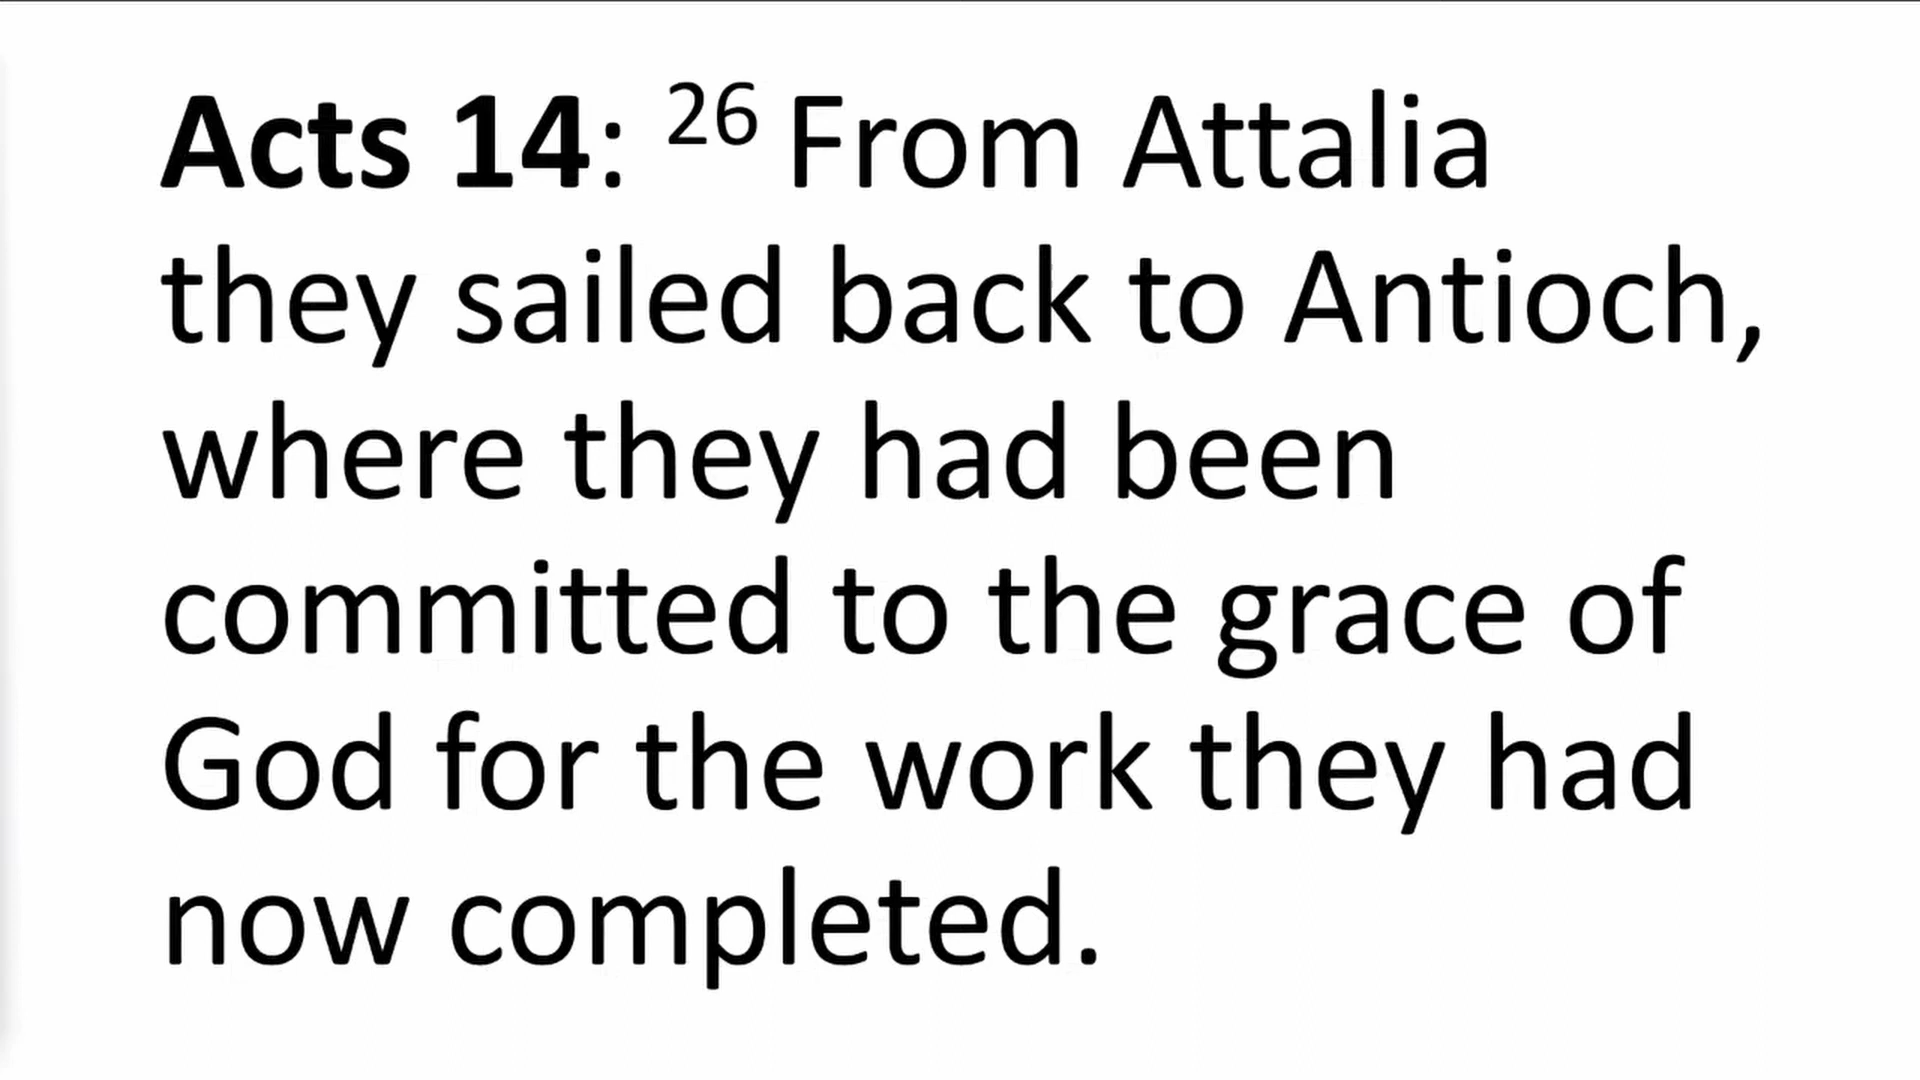 Acts 14: 26 From Attalia
they sailed back to Antioch,
where they had been
committed to the grace of
God for the work they had
now completed.